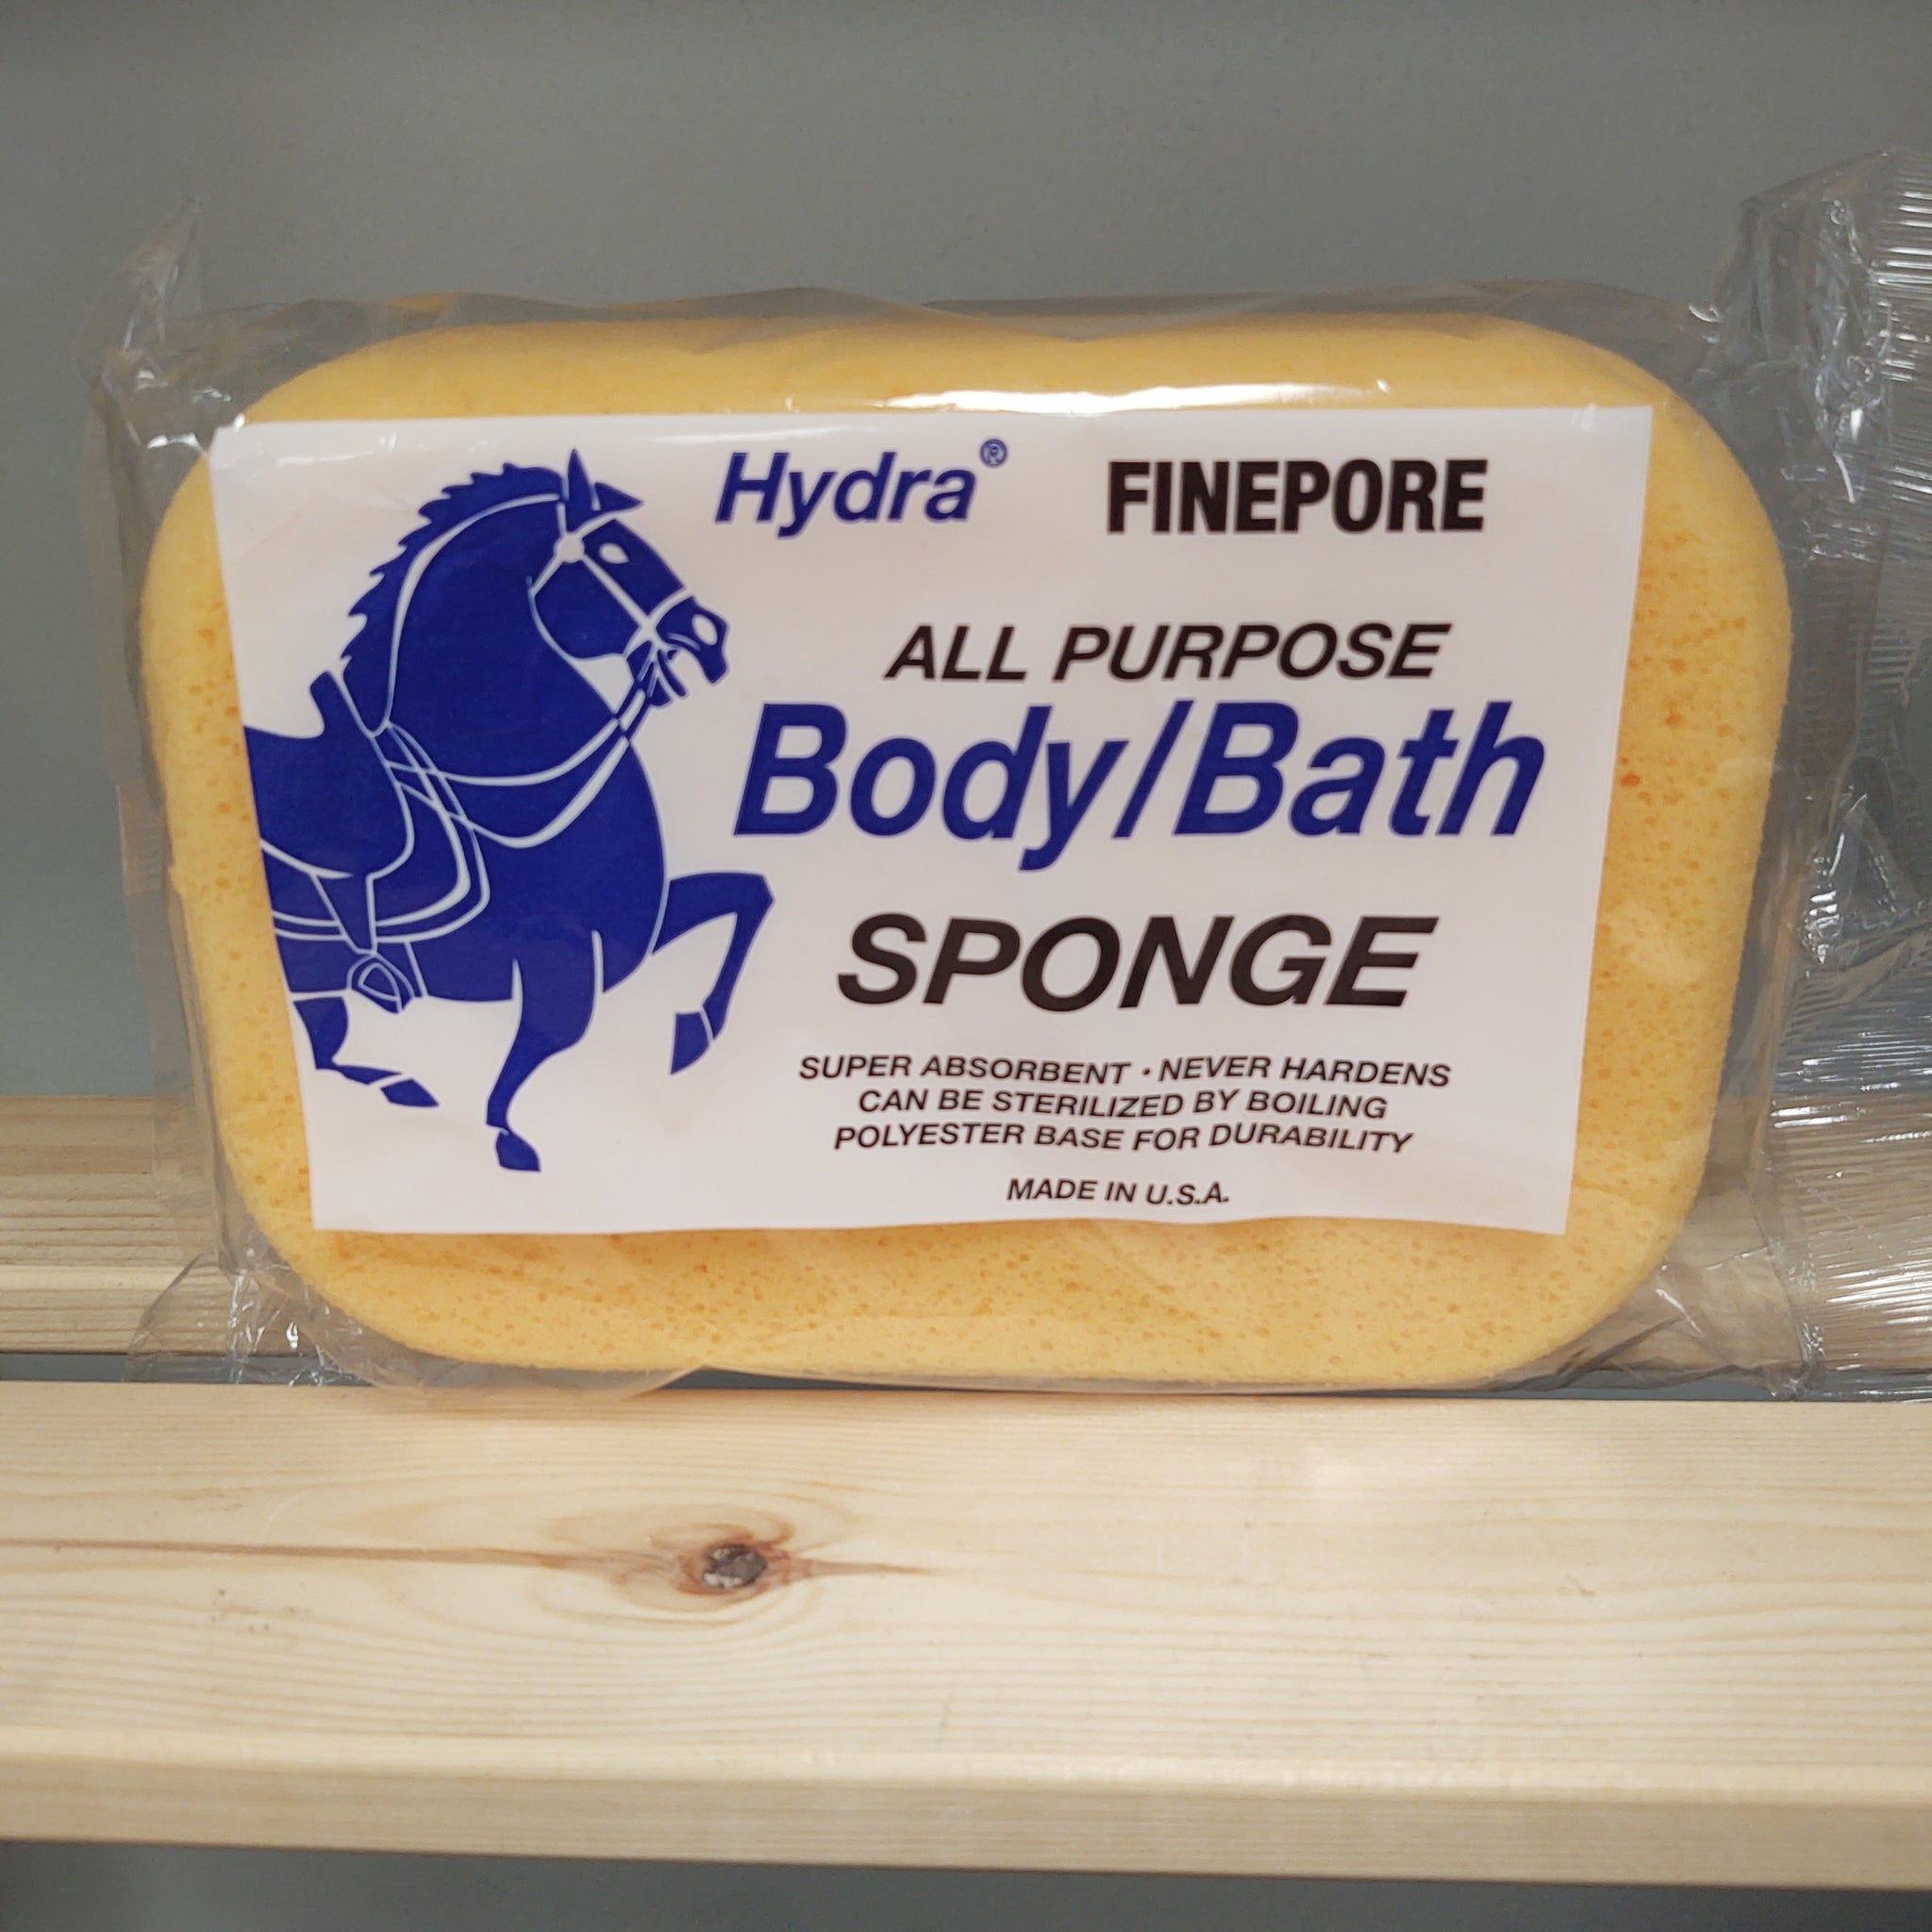 Hydra® FINEPORE
ALL PURPOSE
Body/Bath
SPONGE
SUPER ABSORBENT • NEVER HARDENS
CAN BE STERILIZED BY BOILING
POLYESTER BASE FOR DURABILITY
MADE IN U.S.A.